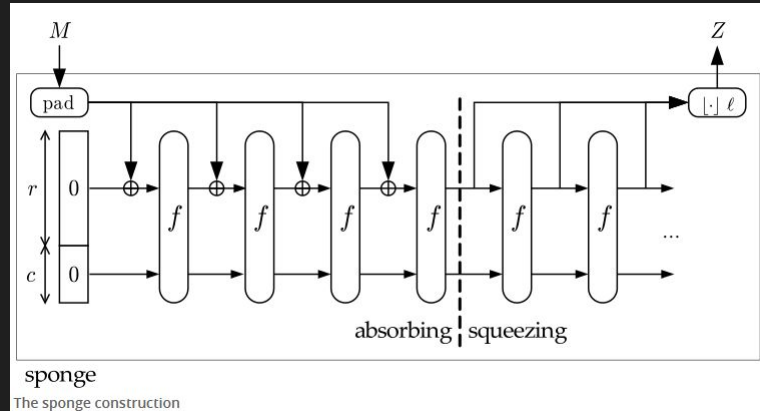 M
Z
pad
⌊·⌋ ℓ
r
0
f
f
f
f
f
f
c
0
...
absorbing squeezing
sponge
The sponge construction